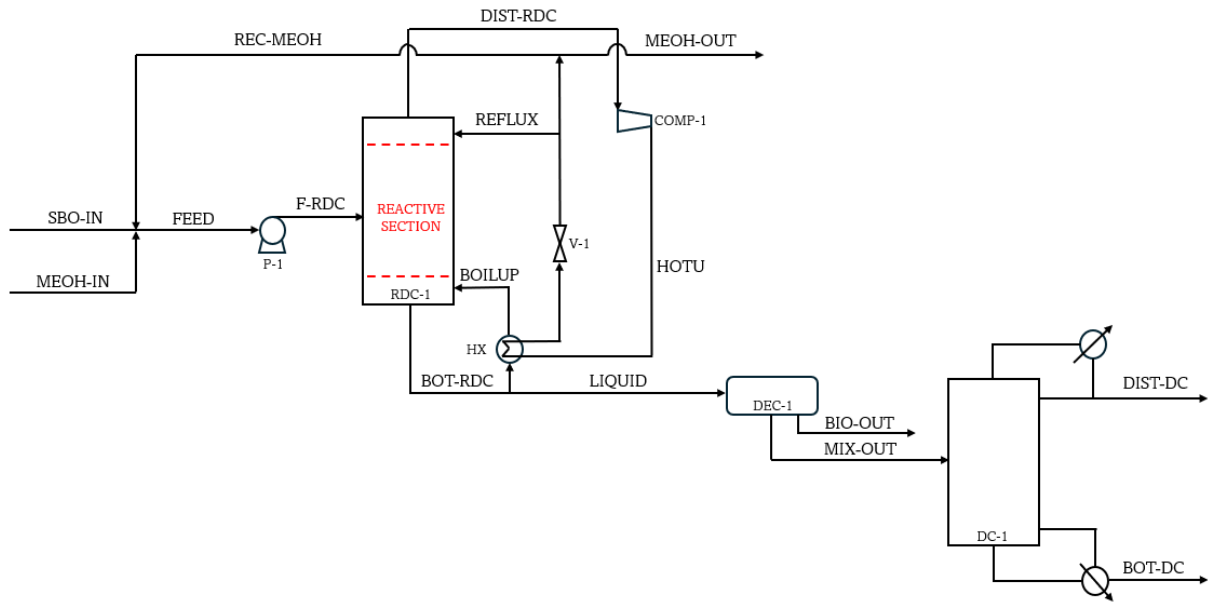 DIST-RDC
REC-MEOH
MEOH-OUT
REFLUX
COMP-1
SBO-IN
FEED
F-RDC
REACTIVE
SECTION
P-1
V-1
MEOH-IN
BOILUP
HOTU
RDC-1
HX
BOT-RDC
LIQUID
DEC-1
DIST-DC
BIO-OUT
MIX-OUT
DC-1
BOT-DC